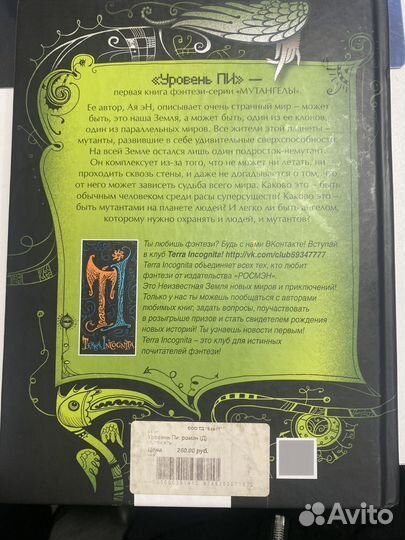 «Уровень ПИ» —
первая книга фэнтези-серии «МУТАНГЕЛЫ».
Ее автор, Ая эН, описывает очень странный мир – может
быть, это наша Земля, а может быть, один из ее клонов,
один из параллельных миров. Все жители этой планеты –
мутанты, развившие в себе удивительные сверхспособности.
На всей Земле остался лишь один подросток-немутант.
Он комплексует из-за того, что не может ни летать, ни
проходить сквозь стены, и даже не догадывается о том, что
от него может зависеть судьба всего мира. Каково это – быть
обычным человеком среди расы суперсуществ? Каково это –
быть мутантами на планете людей? И легко ли быть ангелом,
которому нужно охранять и людей, и мутантов?
Ты любишь фэнтези? Будь с нами ВКонтакте! Вступай
в клуб Terra Incognita! http://vk.com/club69347777
Terra Incognita объединяет всех тех, кто любит
фэнтези от издательства «РОСМЭН».
Это Неизвестная Земля новых миров и приключений!
Только у нас ты можешь пообщаться с авторами
любимых книг, задать вопросы, поучаствовать
в розыгрыше призов и стать свидетелем рождения
новых историй! Ты узнаешь новости первым!
Terra Incognita – это клуб для истинных
почитателей фэнтези!
TERRA INCOGNITA
Уровень Пи: роман (Д)
Цена 260.00 руб.
Avito